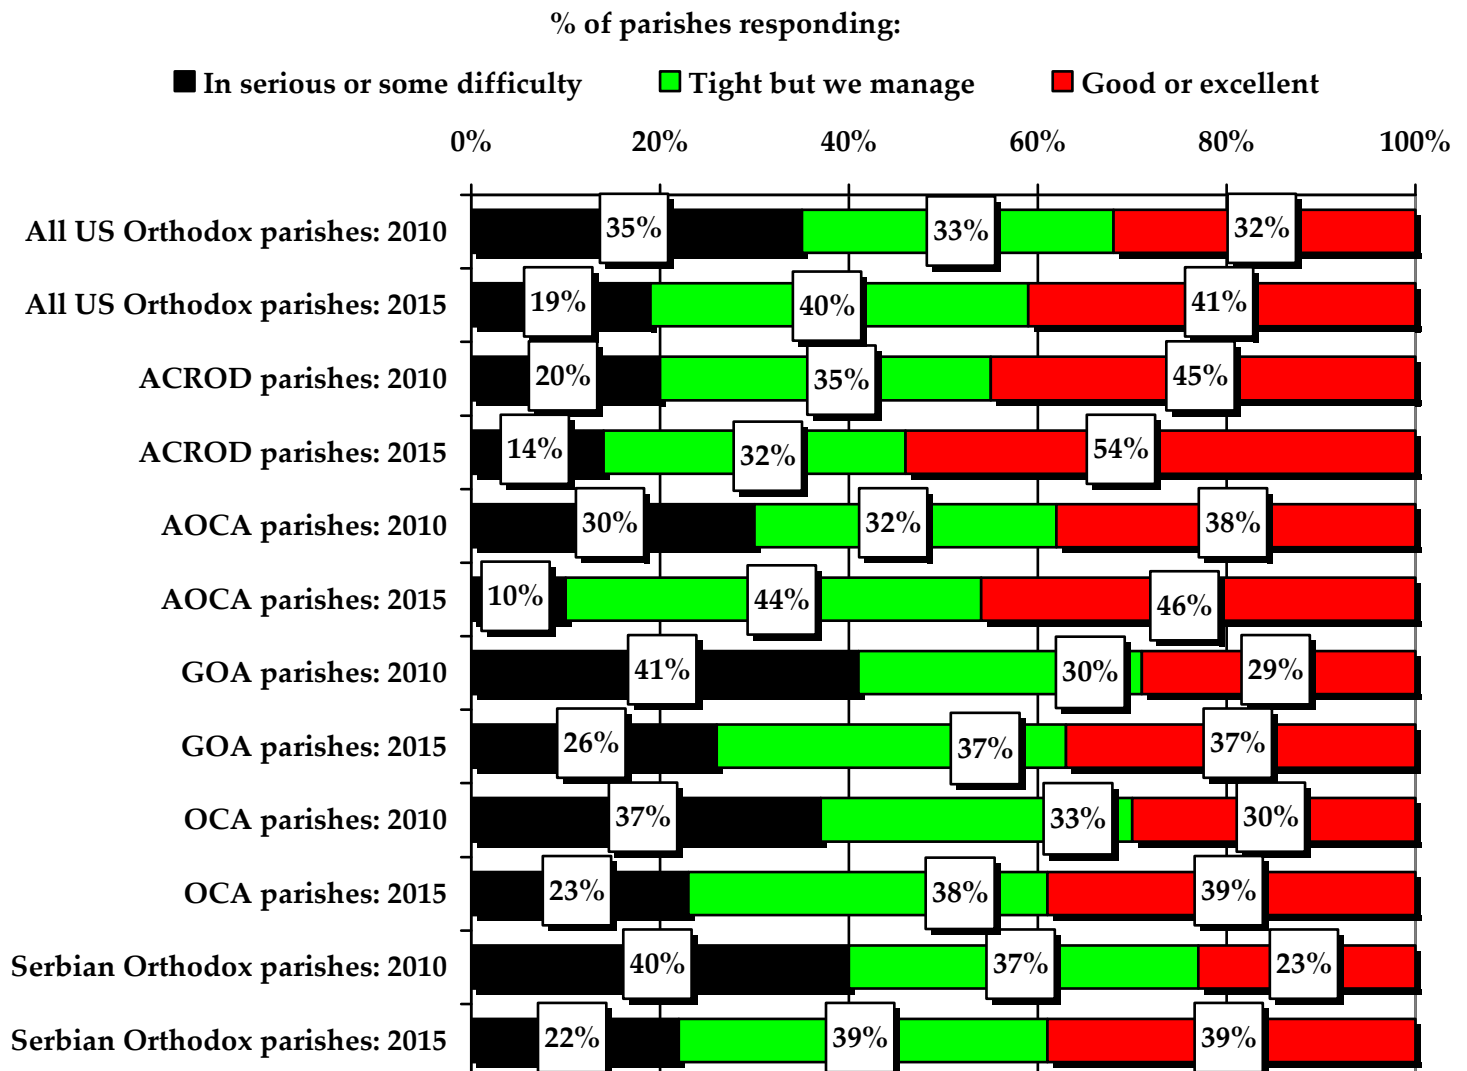 % of parishes responding:
In serious or some difficulty Tight but we manage Good or excellent
0% 20% 40% 60% 80% 100%
All US Orthodox parishes: 2010 35% 33% 32%
All US Orthodox parishes: 2015 19% 40% 41%
ACROD parishes: 2010 20% 35% 45%
ACROD parishes: 2015 14% 32% 54%
AOCA parishes: 2010 30% 32% 38%
AOCA parishes: 2015 10% 44% 46%
GOA parishes: 2010 41% 30% 29%
GOA parishes: 2015 26% 37% 37%
OCA parishes: 2010 37% 33% 30%
OCA parishes: 2015 23% 38% 39%
Serbian Orthodox parishes: 2010 40% 37% 23%
Serbian Orthodox parishes: 2015 22% 39% 39%